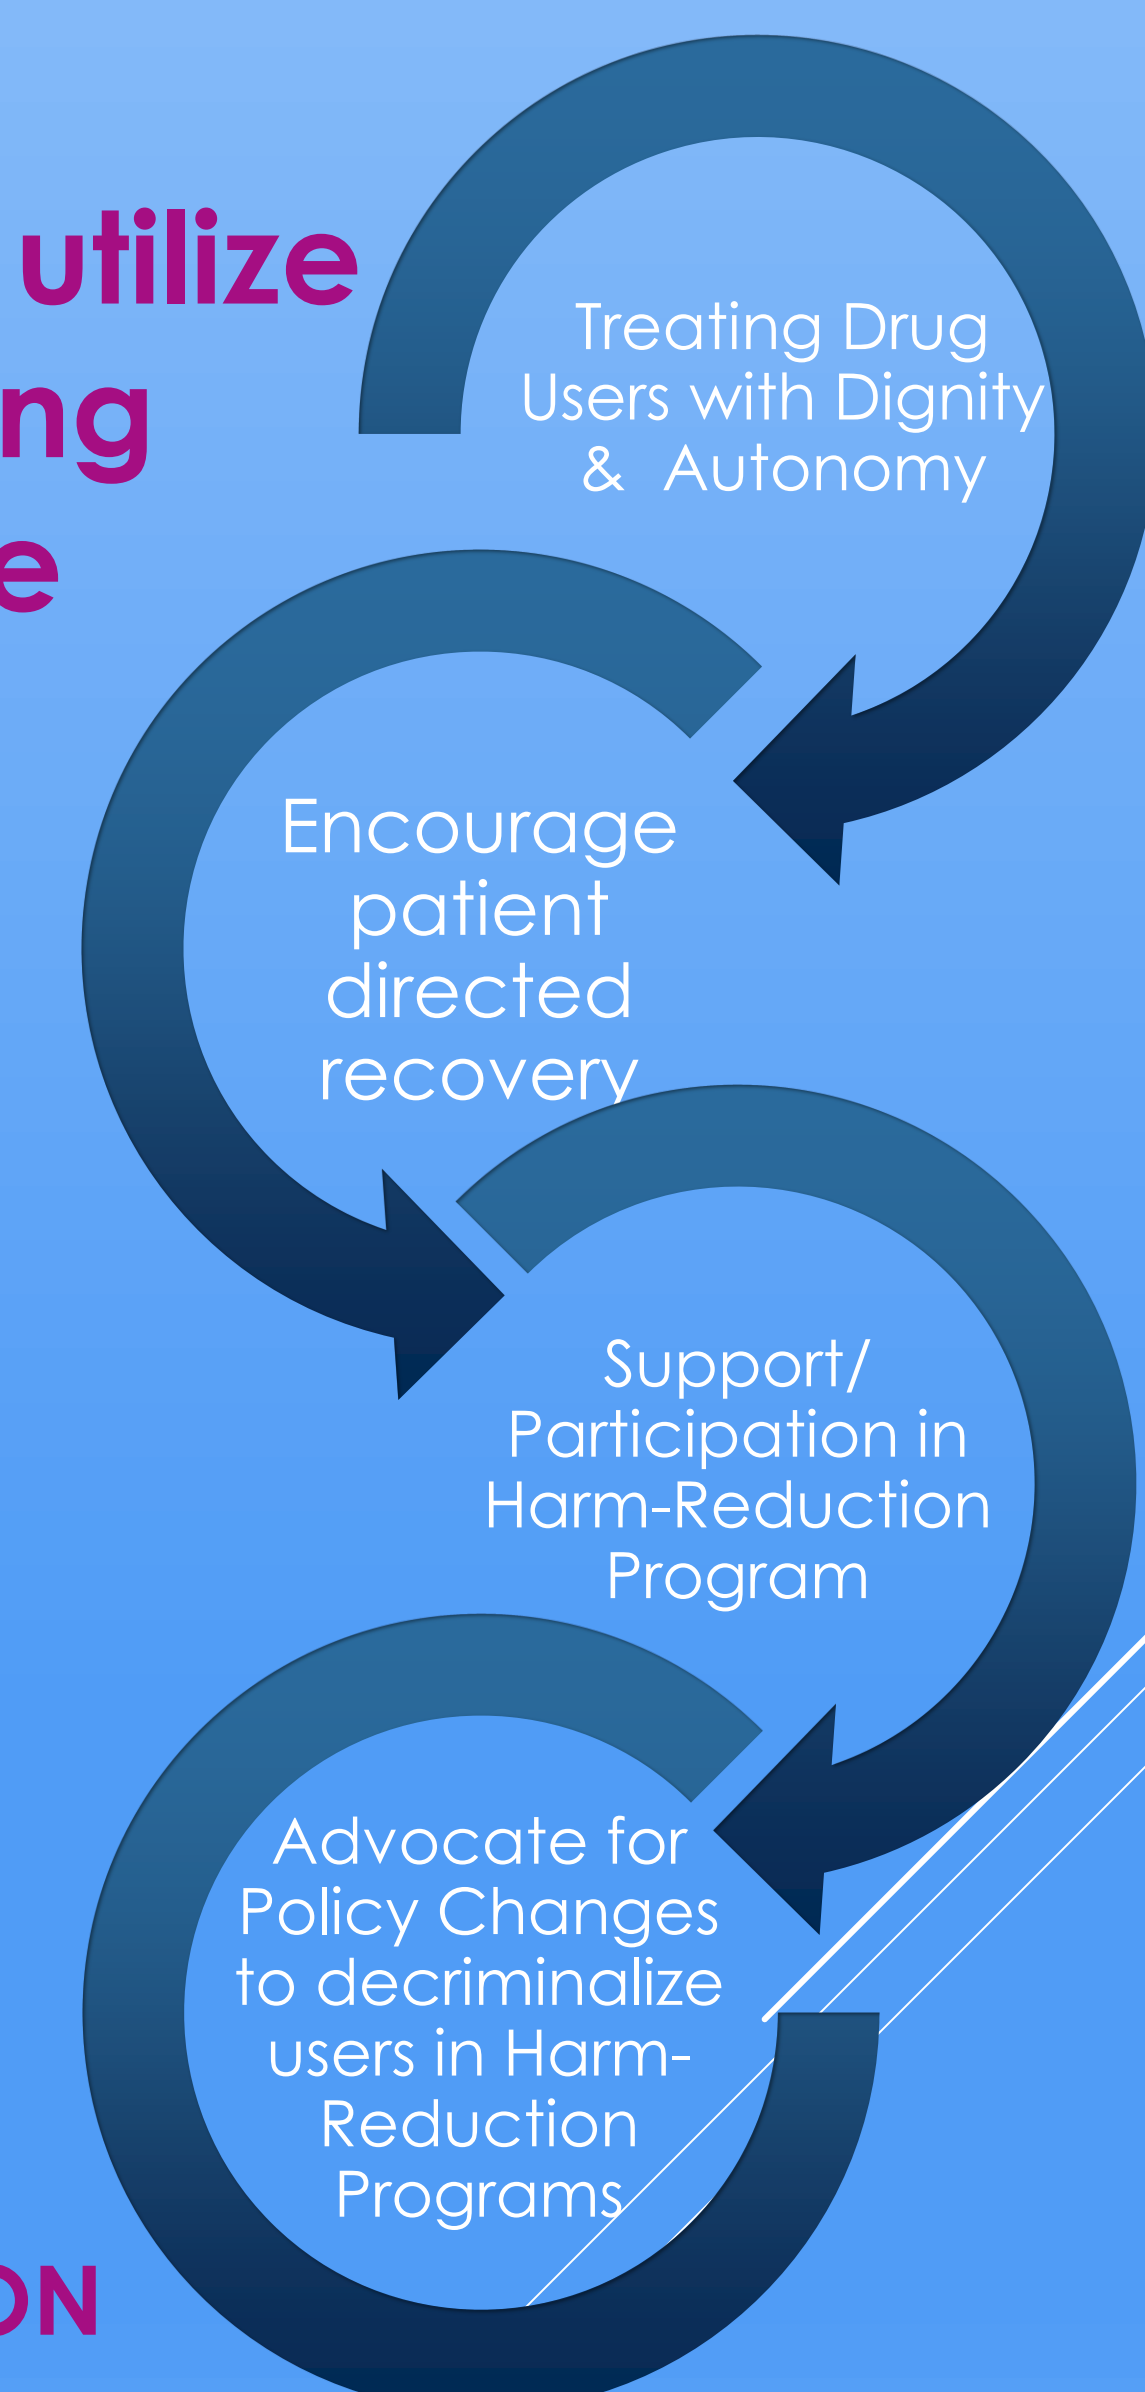 utilize
ng
e
Treating Drug
Users with Dignity
& Autonomy
Encourage
patient
directed
recovery
Support/
Participation in
Harm-Reduction
Program
Advocate for
Policy Changes
to decriminalize
users in Harm-
Reduction
Programs
ON